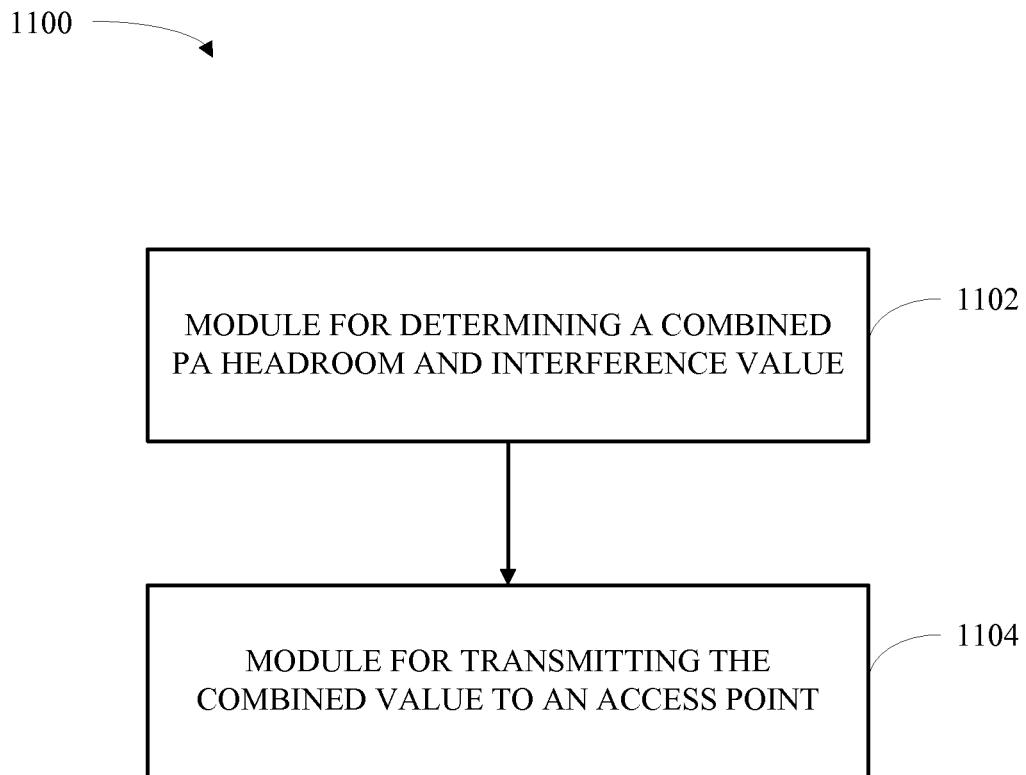 1100
MODULE FOR DETERMINING A COMBINED
PA HEADROOM AND INTERFERENCE VALUE
1102
MODULE FOR TRANSMITTING THE
COMBINED VALUE TO AN ACCESS POINT
1104